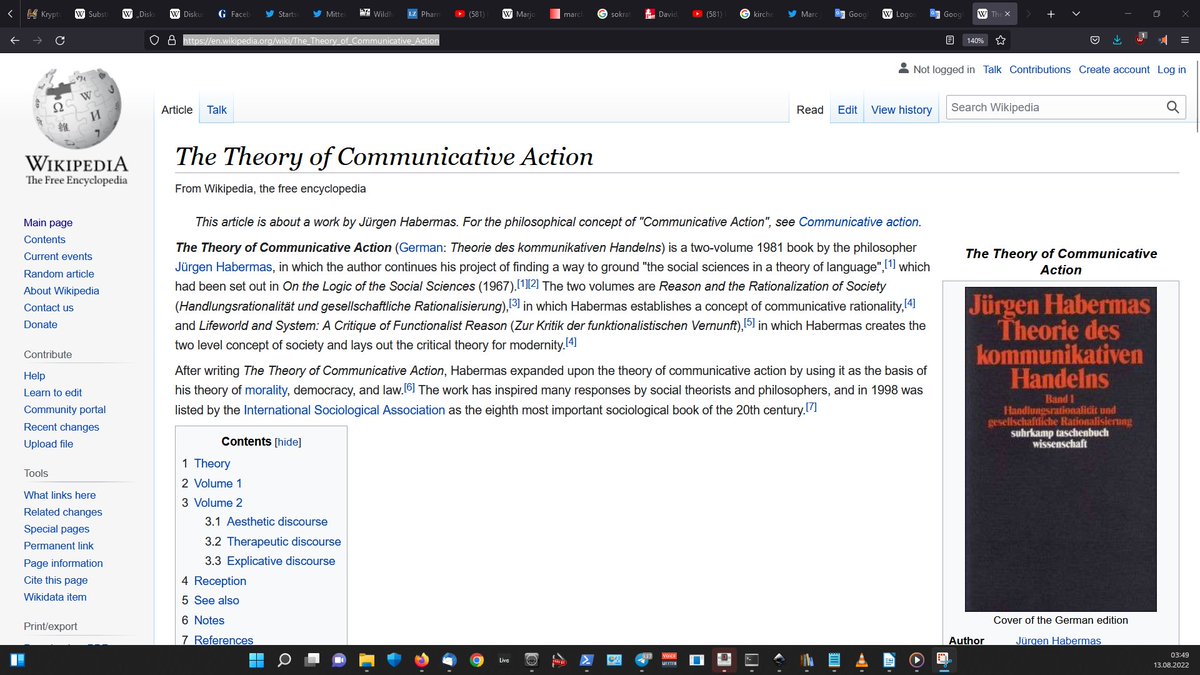 Krypt
Substi
Disk
Diskur
Faceb
Starts
Mitte
Wildh
Pharm
(581)
Marjo
marc
sokrat
David
(581)
kirche
Marc
Goog
Logos
Goog
The
https://en.wikipedia.org/wiki/The_Theory_of_Communicative_Action
140%
Not logged in Talk Contributions Create account Log in
Article Talk
Read Edit View history
Search Wikipedia
WIKIPEDIA
The Free Encyclopedia
Main page
Contents
Current events
Random article
About Wikipedia
Contact us
Donate
Contribute
Help
Learn to edit
Community portal
Recent changes
Upload file
Tools
What links here
Related changes
Special pages
Permanent link
Page information
Cite this page
Wikidata item
Print/export
The Theory of Communicative Action
From Wikipedia, the free encyclopedia
This article is about a work by Jürgen Habermas. For the philosophical concept of "Communicative Action", see Communicative action.
The Theory of Communicative Action (German: Theorie des kommunikativen Handelns) is a two-volume 1981 book by the philosopher
Jürgen Habermas, in which the author continues his project of finding a way to ground "the social sciences in a theory of language",[1] which
had been set out in On the Logic of the Social Sciences (1967).[1][2] The two volumes are Reason and the Rationalization of Society
(Handlungsrationalität und gesellschaftliche Rationalisierung),[3] in which Habermas establishes a concept of communicative rationality,[4]
and Lifeworld and System: A Critique of Functionalist Reason (Zur Kritik der funktionalistischen Vernunft),[5] in which Habermas creates the
two level concept of society and lays out the critical theory for modernity.[4]
After writing The Theory of Communicative Action, Habermas expanded upon the theory of communicative action by using it as the basis of
his theory of morality, democracy, and law.[6] The work has inspired many responses by social theorists and philosophers, and in 1998 was
listed by the International Sociological Association as the eighth most important sociological book of the 20th century.[7]
Contents [hide]
1 Theory
2 Volume 1
3 Volume 2
3.1 Aesthetic discourse
3.2 Therapeutic discourse
3.3 Explicative discourse
4 Reception
5 See also
6 Notes
7 References
The Theory of Communicative
Action
Jürgen Habermas
Theorie des
kommunikativen
Handelns
Band 1
Handlungsrationalität und
gesellschaftliche Rationalisierung
suhrkamp taschenbuch
wissenschaft
Cover of the German edition
Author Jürgen Habermas
Live
03:49
13.08.2022